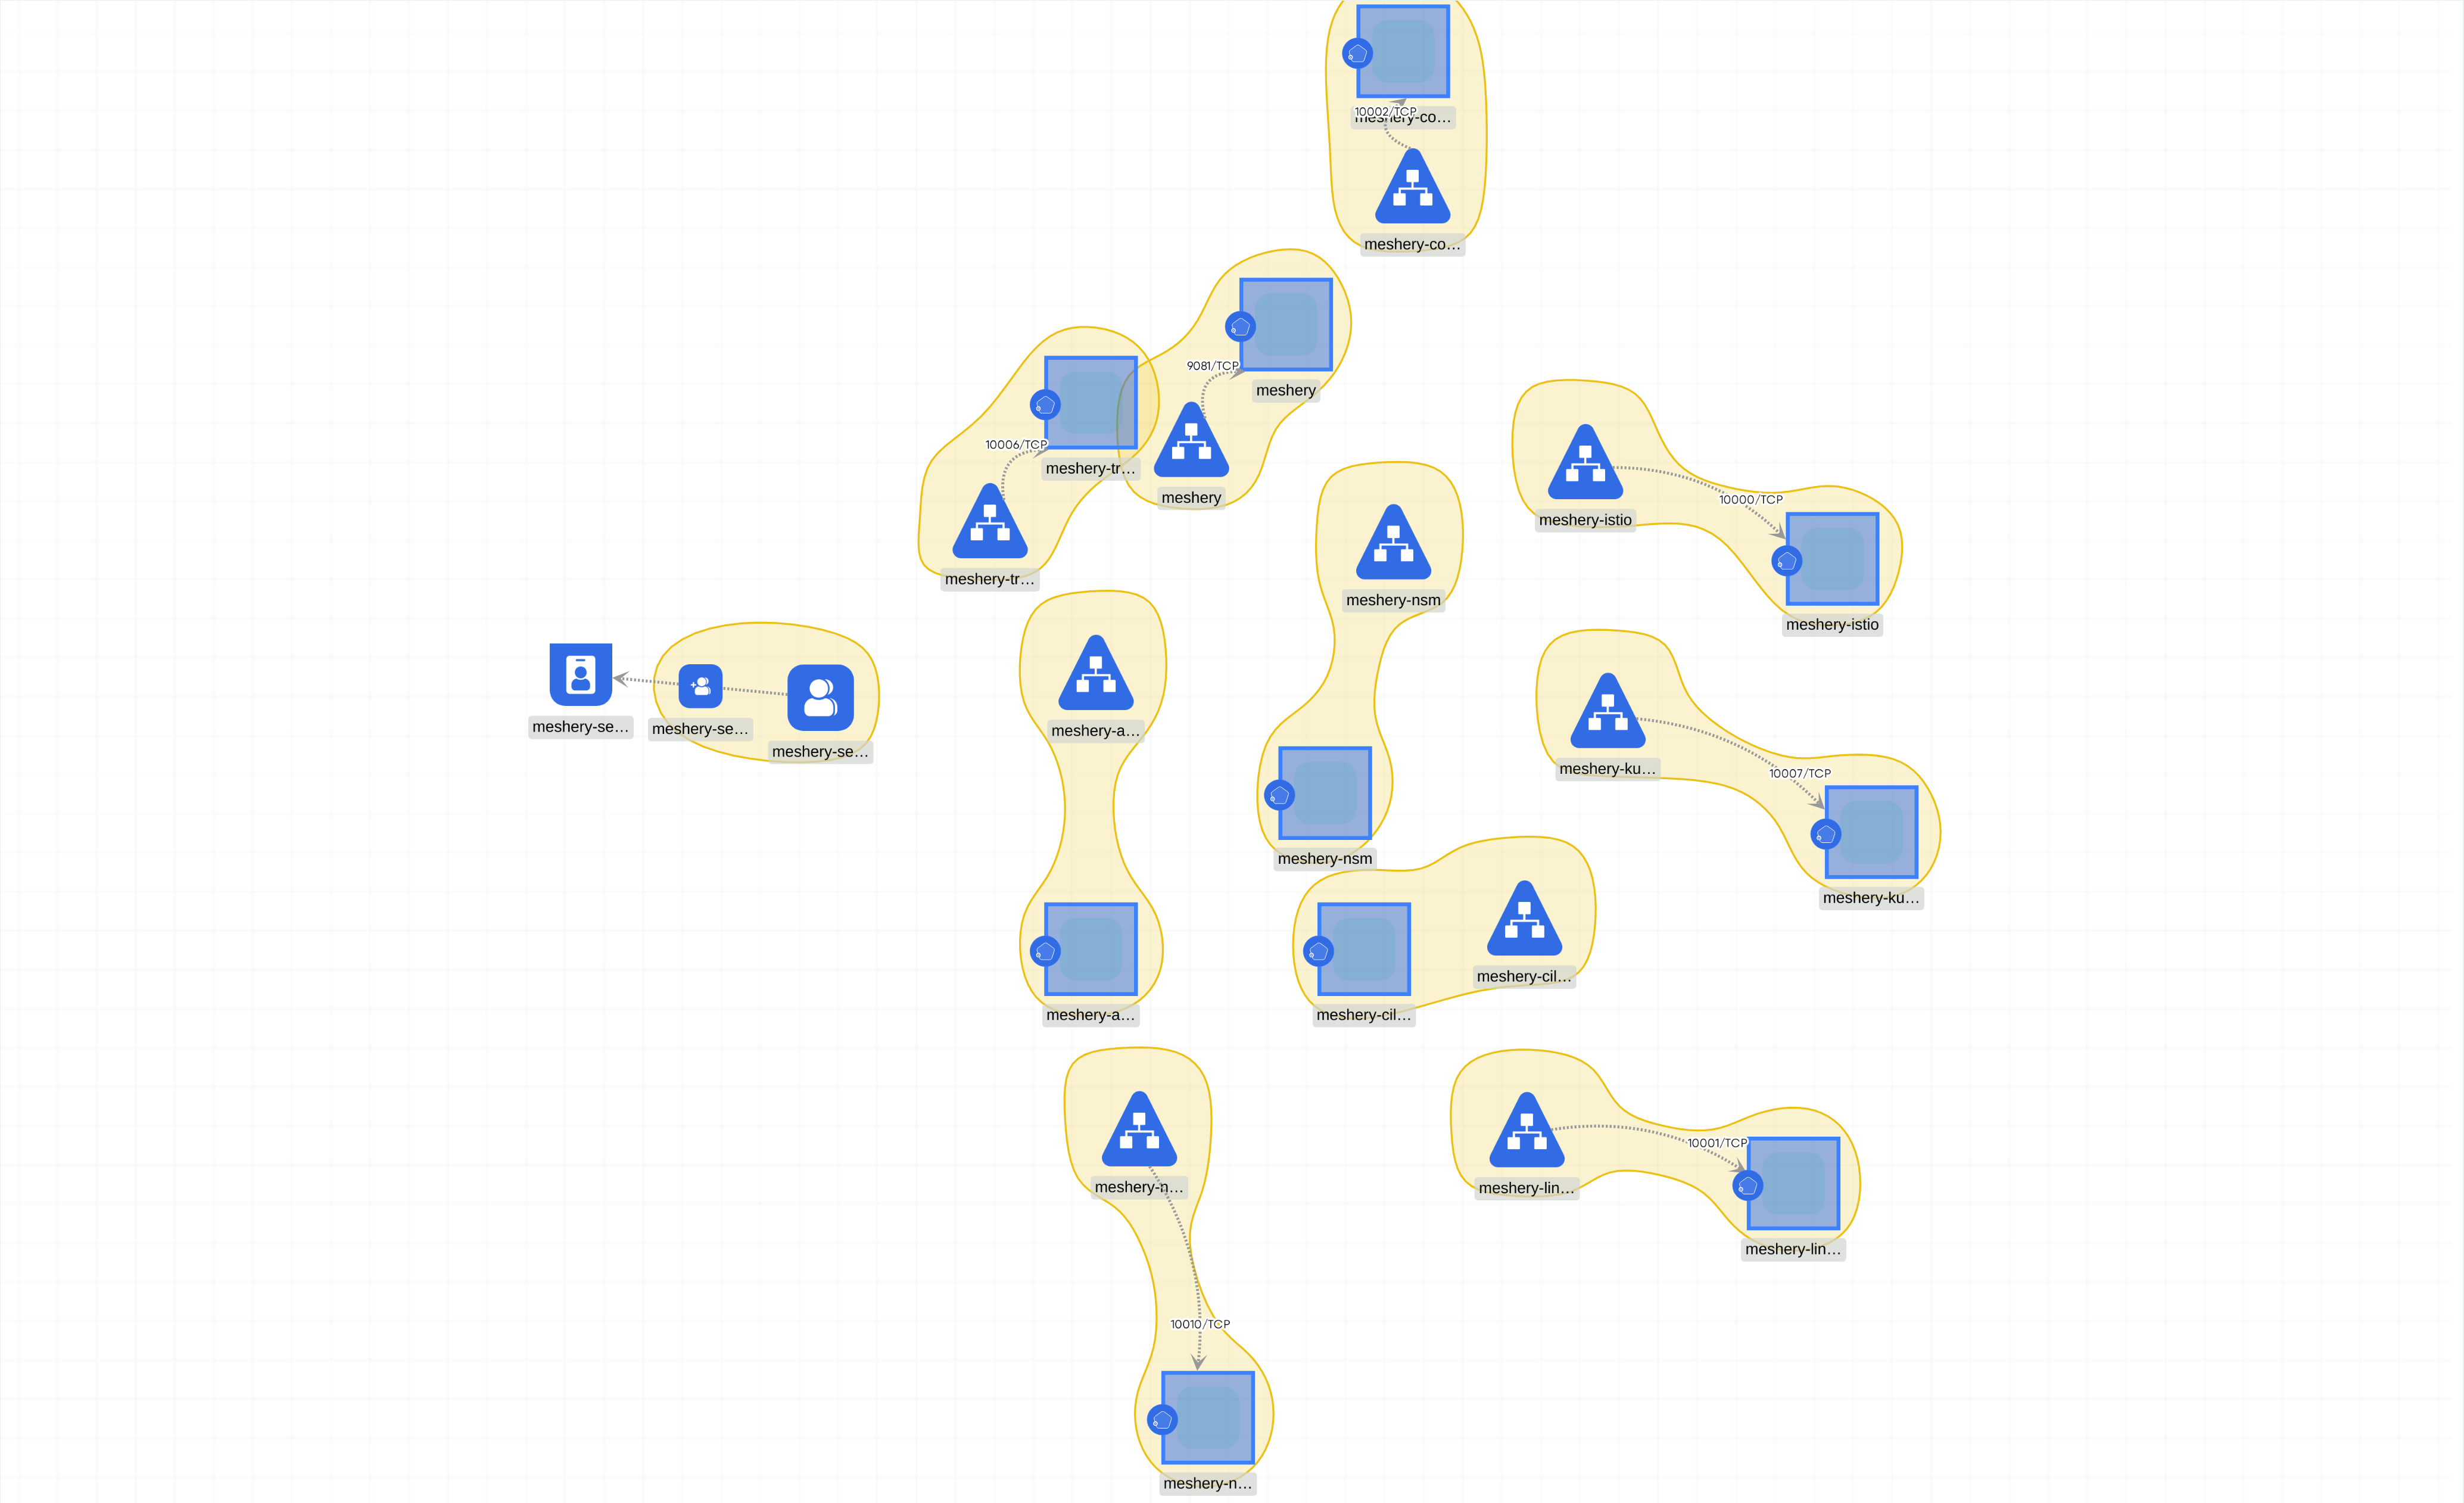 10002/TCP
meshery-co…
meshery-co…
9081/TCP
meshery
meshery
10006/TCP
meshery-tr…
meshery-tr…
10000/TCP
meshery-istio
meshery-istio
meshery-nsm
meshery-nsm
meshery-se…
meshery-se…
meshery-se…
meshery-a…
meshery-a…
10007/TCP
meshery-ku…
meshery-ku…
meshery-cil…
meshery-cil…
meshery-n…
10010/TCP
meshery-n…
10001/TCP
meshery-lin…
meshery-lin…